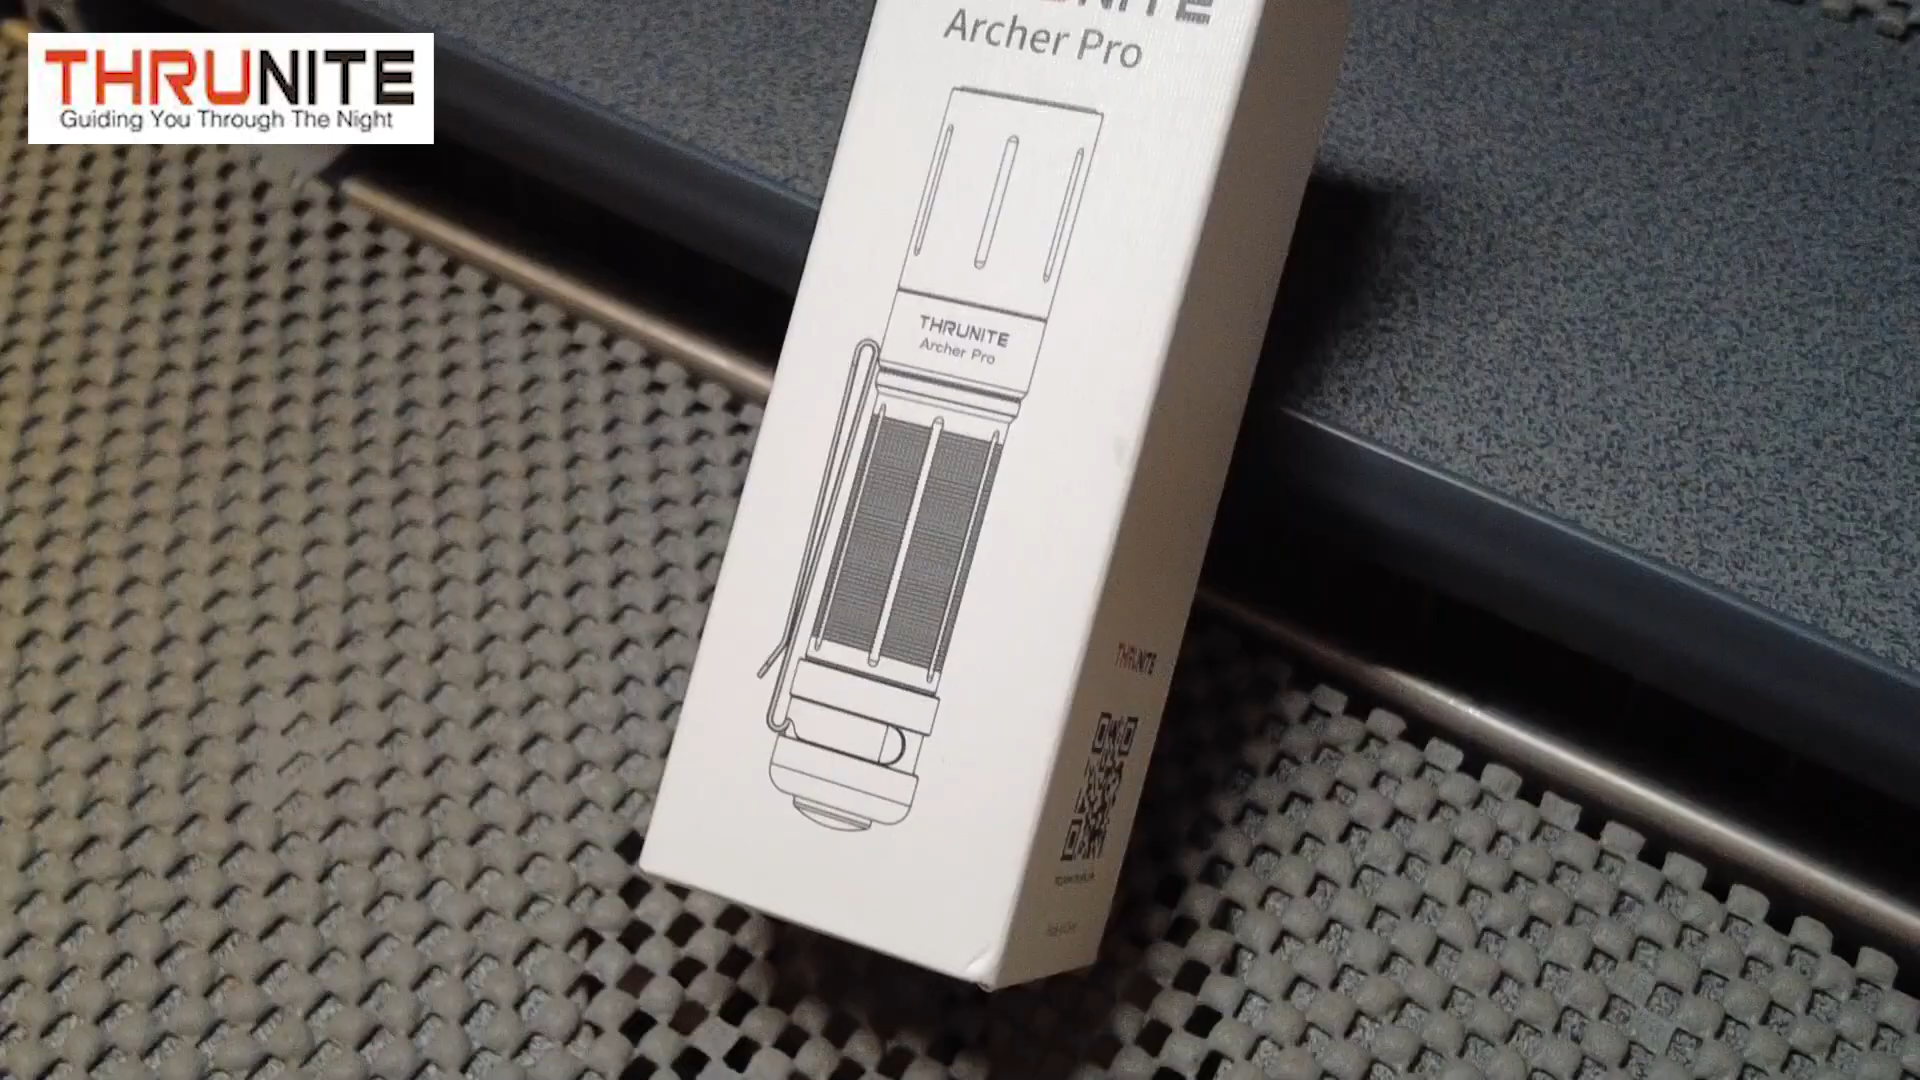 THRUNITE
Guiding You Through The Night
Archer Pro
THRUNITE
Archer Pro
THRUNITE